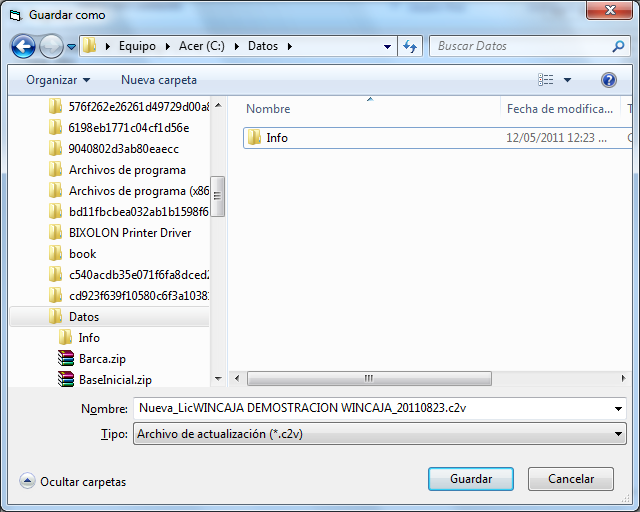 Guardar como
Equipo Acer (C:) Datos
Buscar Datos
Organizar Nueva carpeta
576f262e26261d49729d00a8
6198eb1771c04cf1d56e
9040802d3ab80eaecc
Archivos de programa
Archivos de programa (x86
bd11fbcbea032ab1b1598f6
BIXOLON Printer Driver
book
c540acdb35e071f6fa8dced2
cd923f639f10580c6f3a1038
Datos
Info
Barca.zip
BaseInicial.zip
Nombre Fecha de modifica... T
Info 12/05/2011 12:23 ...
Nombre: Nueva_LicWINCAJA DEMOSTRACION WINCAJA_20110823.c2v
Tipo: Archivo de actualización (*.c2v)
Ocultar carpetas
Guardar Cancelar